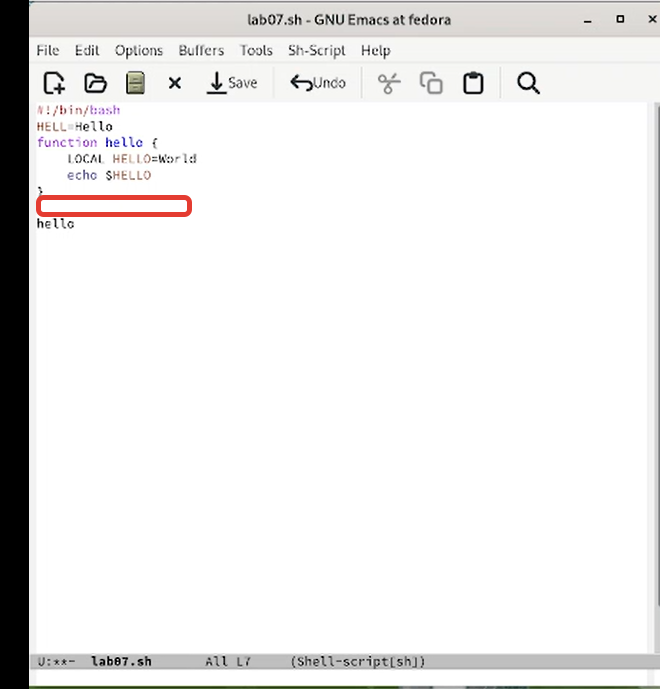 lab07.sh - GNU Emacs at fedora
File Edit Options Buffers Tools Sh-Script Help
Save Undo
#!/bin/bash
HELL=Hello
function hello {
    LOCAL HELLO=World
    echo $HELLO
}
hello
U:**- lab07.sh All L7 (Shell-script[sh])